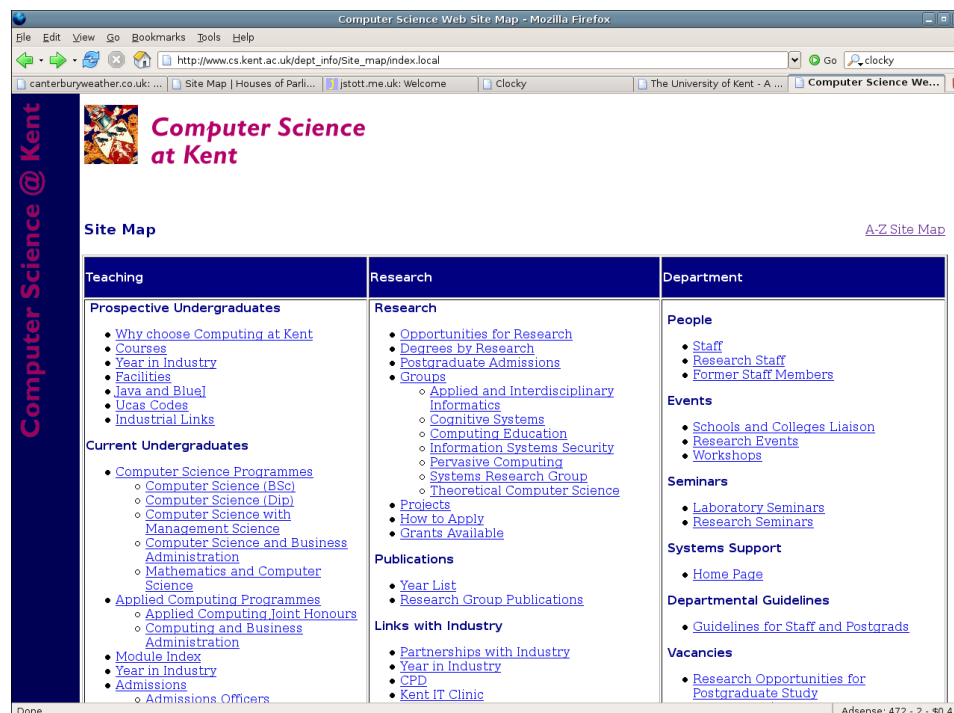 Computer Science Web Site Map - Mozilla Firefox
File Edit View Go Bookmarks Tools Help
http://www.cs.kent.ac.uk/dept_info/Site_map/index.local
Go
clocky
canterburyweather.co.uk: ...
Site Map | Houses of Parli...
jstott.me.uk: Welcome
Clocky
The University of Kent - A ...
Computer Science We...
Computer Science @ Kent
Computer Science
at Kent
Site Map
A-Z Site Map
Teaching
Prospective Undergraduates
Why choose Computing at Kent
Courses
Year in Industry
Facilities
Java and BlueJ
Ucas Codes
Industrial Links
Current Undergraduates
Computer Science Programmes
Computer Science (BSc)
Computer Science (Dip)
Computer Science with
Management Science
Computer Science and Business
Administration
Mathematics and Computer
Science
Applied Computing Programmes
Applied Computing Joint Honours
Computing and Business
Administration
Module Index
Year in Industry
Admissions
Admissions Officers
Research
Research
Opportunities for Research
Degrees by Research
Postgraduate Admissions
Groups
Applied and Interdisciplinary
Informatics
Cognitive Systems
Computing Education
Information Systems Security
Pervasive Computing
Systems Research Group
Theoretical Computer Science
Projects
How to Apply
Grants Available
Publications
Year List
Research Group Publications
Links with Industry
Partnerships with Industry
Year in Industry
CPD
Kent IT Clinic
Department
People
Staff
Research Staff
Former Staff Members
Events
Schools and Colleges Liaison
Research Events
Workshops
Seminars
Laboratory Seminars
Research Seminars
Systems Support
Home Page
Departmental Guidelines
Guidelines for Staff and Postgrads
Vacancies
Research Opportunities for
Postgraduate Study
Done
Adsense: 472 - 2 - $0.4